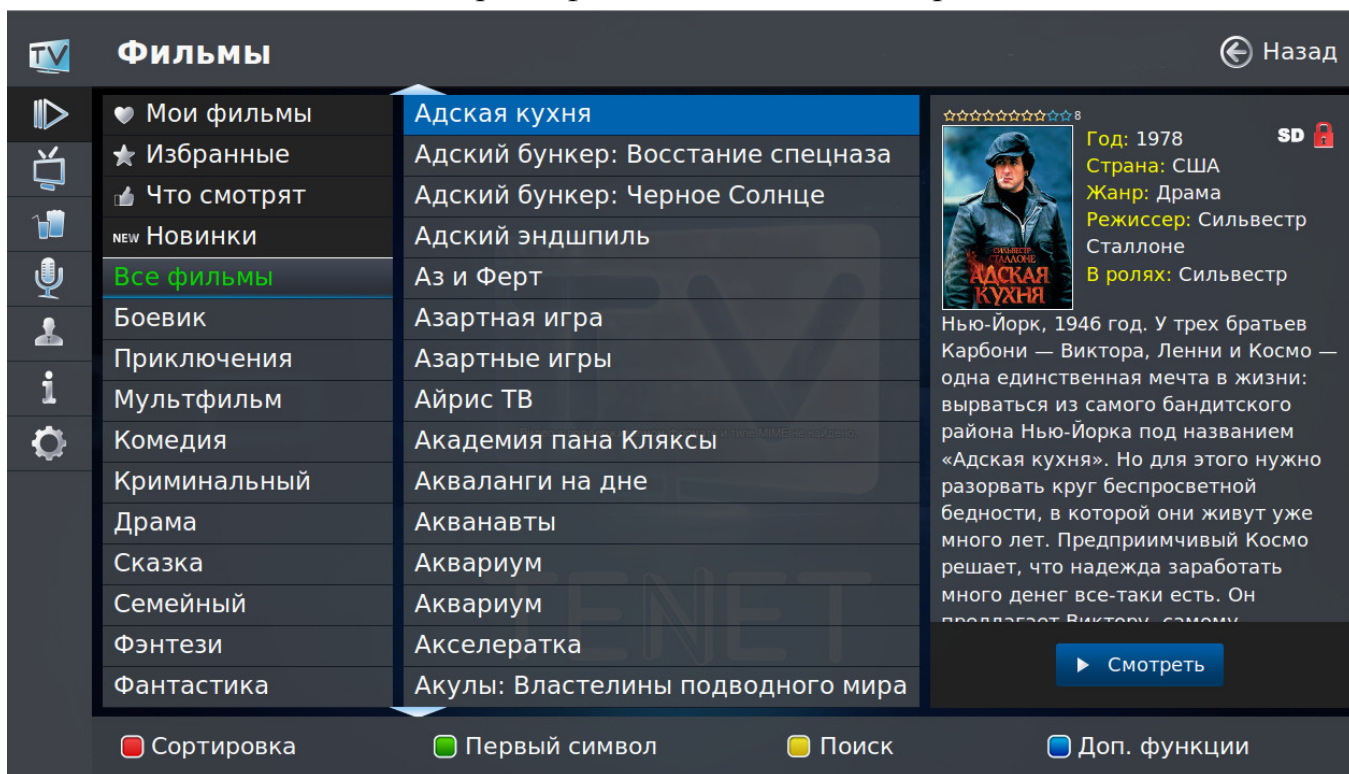 TV
Фильмы
Назад
Мои фильмы
Избранные
Что смотрят
NEW Новинки
Все фильмы
Боевик
Приключения
Мультфильм
Комедия
Криминальный
Драма
Сказка
Семейный
Фэнтези
Фантастика
Адская кухня
Адский бункер: Восстание спецназа
Адский бункер: Черное Солнце
Адский эндшпиль
Аз и Ферт
Азартная игра
Азартные игры
Айрис ТВ
Академия пана Кляксы
Акваланги на дне
Акванавты
Аквариум
Аквариум
Акселератка
Акулы: Властелины подводного мира
TV
TENET
8
СИЛЬВЕСТР
СТАЛЛОНЕ
АДСКАЯ
КУХНЯ
Год: 1978
SD
Страна: США
Жанр: Драма
Режиссер: Сильвестр
Сталлоне
В ролях: Сильвестр
Нью-Йорк, 1946 год. У трех братьев
Карбони — Виктора, Ленни и Космо —
одна единственная мечта в жизни:
вырваться из самого бандитского
района Нью-Йорка под названием
«Адская кухня». Но для этого нужно
разорвать круг беспросветной
бедности, в которой они живут уже
много лет. Предприимчивый Космо
решает, что надежда заработать
много денег все-таки есть. Он
предлагает Виктору, самому
Смотреть
Сортировка
Первый символ
Поиск
Доп. функции